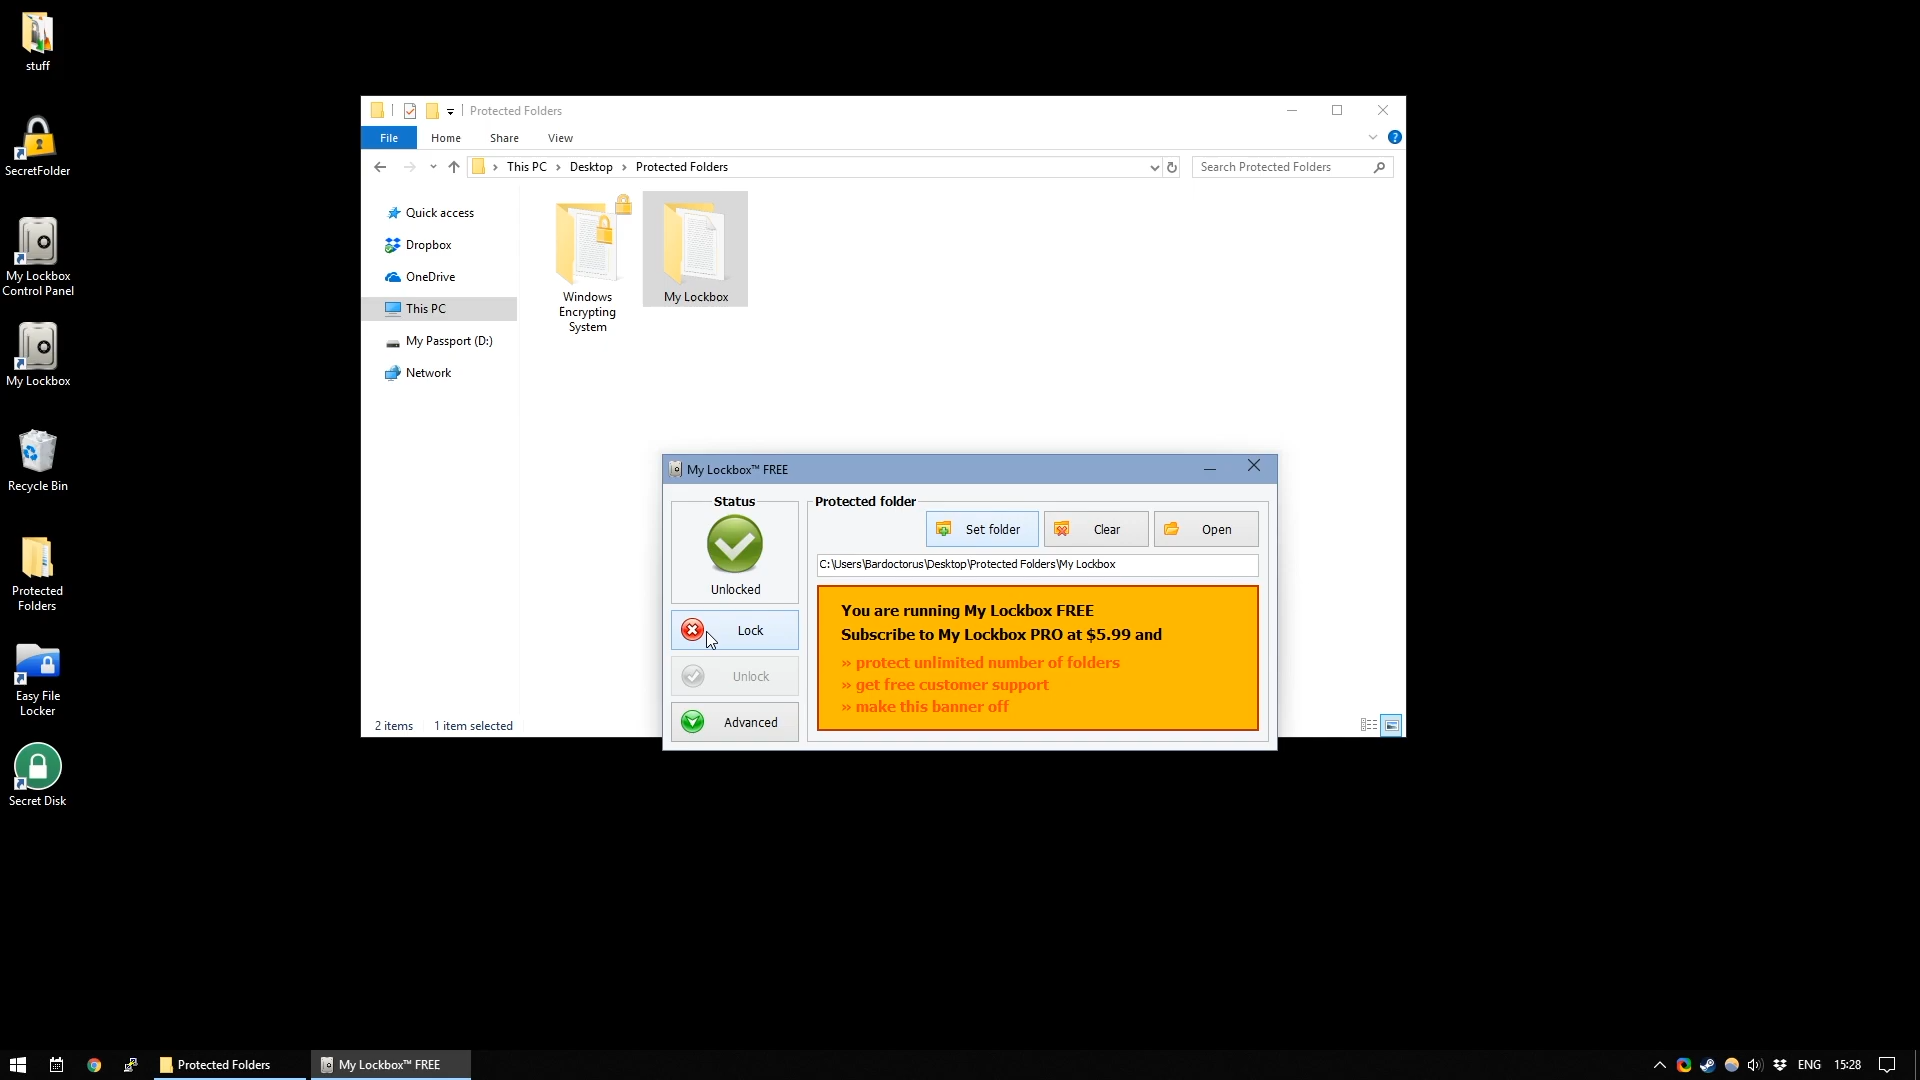 stuff
SecretFolder
My Lockbox
Control Panel
My Lockbox
Recycle Bin
Protected
Folders
Easy File
Locker
Secret Disk
Protected Folders
File
Home
Share
View
This PC
Desktop
Protected Folders
Search Protected Folders
Quick access
Dropbox
OneDrive
This PC
My Passport (D:)
Network
Windows
Encrypting
System
My Lockbox
2 items
1 item selected
My Lockbox™ FREE
Status
Unlocked
Lock
Unlock
Advanced
Protected folder
Set folder
Clear
Open
C:\Users\Bardoctorus\Desktop\Protected Folders\My Lockbox
You are running My Lockbox FREE
Subscribe to My Lockbox PRO at $5.99 and
» protect unlimited number of folders
» get free customer support
» make this banner off
Protected Folders
My Lockbox™ FREE
ENG
15:28